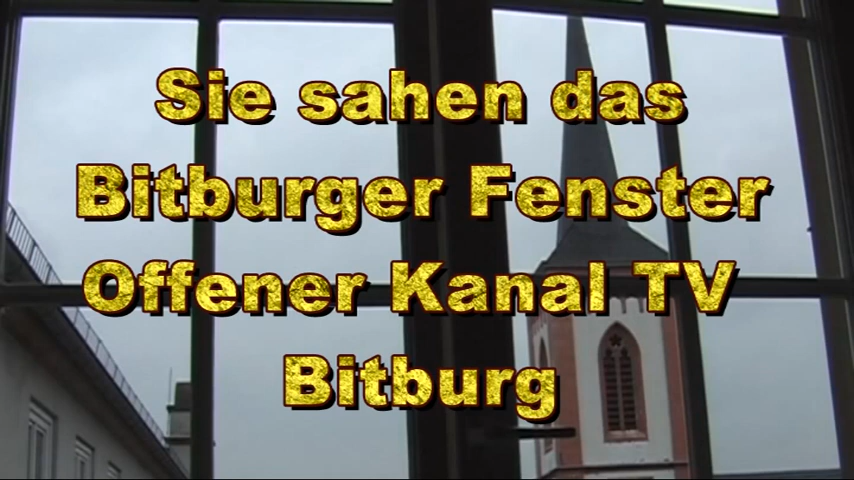 Sie sahen das
Bitburger Fenster
Offener Kanal TV
Bitburg